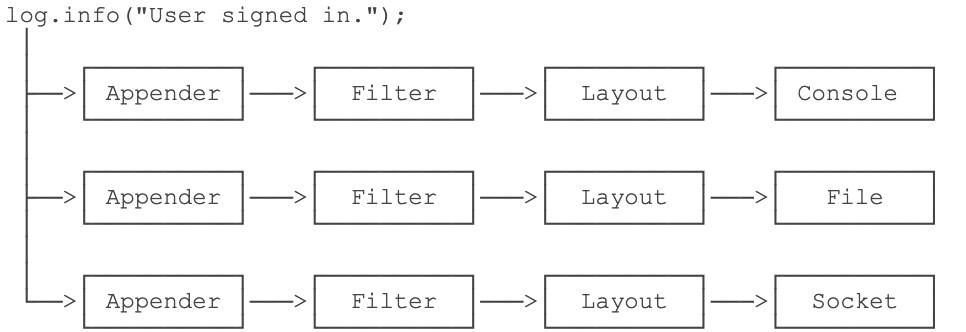 log.info("User signed in.");
Appender Filter Layout Console
Appender Filter Layout File
Appender Filter Layout Socket